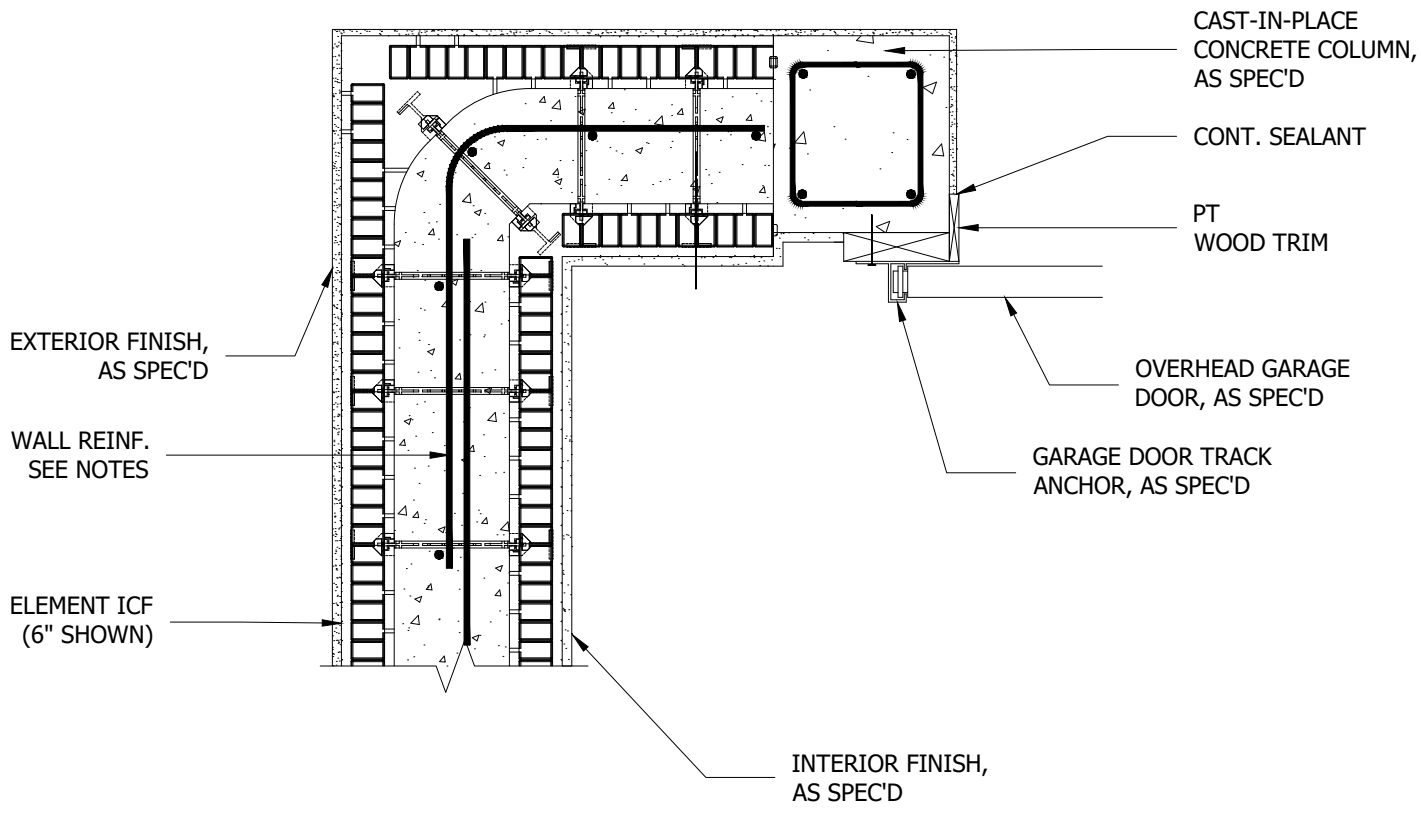 CAST-IN-PLACE
CONCRETE COLUMN,
AS SPEC'D
CONT. SEALANT
PT
WOOD TRIM
EXTERIOR FINISH,
AS SPEC'D
OVERHEAD GARAGE
DOOR, AS SPEC'D
WALL REINF.
SEE NOTES
GARAGE DOOR TRACK
ANCHOR, AS SPEC'D
ELEMENT ICF
(6" SHOWN)
INTERIOR FINISH,
AS SPEC'D